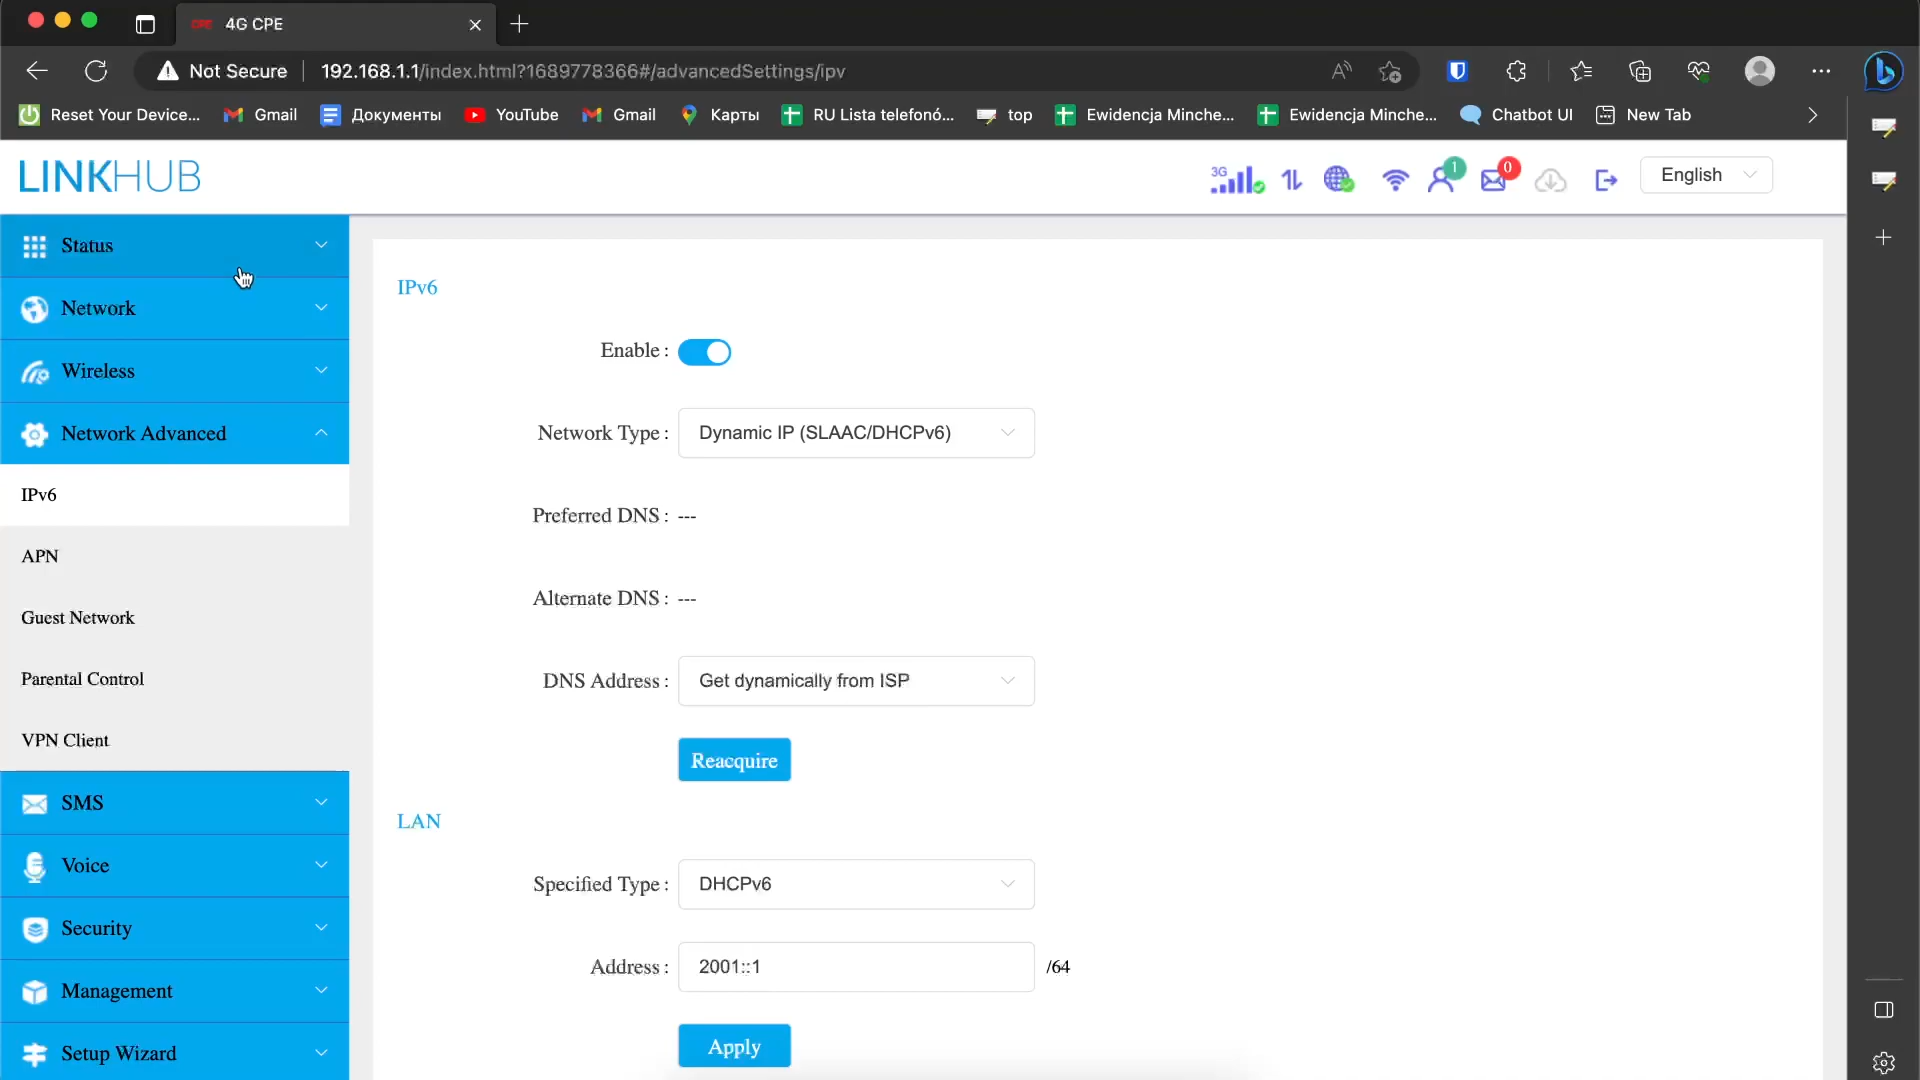 4G CPE
Not Secure
192.168.1.1/index.html?1689778366#/advancedSettings/ipv
Reset Your Device...
Gmail
Документы
YouTube
Gmail
Карты
RU Lista telefonó...
top
Ewidencja Minche...
Ewidencja Minche...
Chatbot UI
New Tab
LINKHUB
3G
1
0
English
Status
Network
Wireless
Network Advanced
IPv6
APN
Guest Network
Parental Control
VPN Client
SMS
Voice
Security
Management
Setup Wizard
IPv6
Enable :
Network Type : Dynamic IP (SLAAC/DHCPv6)
Preferred DNS : ---
Alternate DNS : ---
DNS Address : Get dynamically from ISP
Reacquire
LAN
Specified Type : DHCPv6
Address : 2001::1 /64
Apply